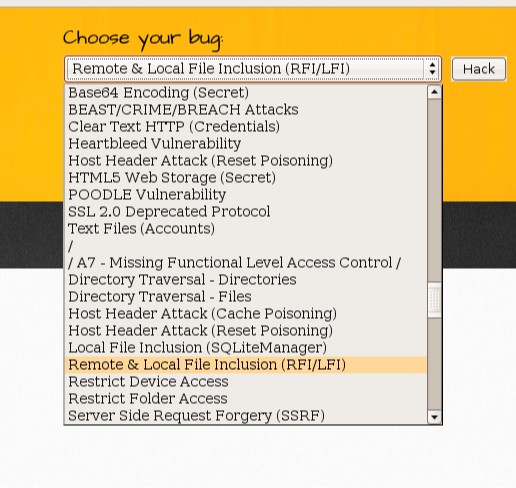 Choose your bug:
Remote & Local File Inclusion (RFI/LFI)
Hack
Base64 Encoding (Secret)
BEAST/CRIME/BREACH Attacks
Clear Text HTTP (Credentials)
Heartbleed Vulnerability
Host Header Attack (Reset Poisoning)
HTML5 Web Storage (Secret)
POODLE Vulnerability
SSL 2.0 Deprecated Protocol
Text Files (Accounts)
/
/ A7 - Missing Functional Level Access Control /
Directory Traversal - Directories
Directory Traversal - Files
Host Header Attack (Cache Poisoning)
Host Header Attack (Reset Poisoning)
Local File Inclusion (SQLiteManager)
Remote & Local File Inclusion (RFI/LFI)
Restrict Device Access
Restrict Folder Access
Server Side Request Forgery (SSRF)